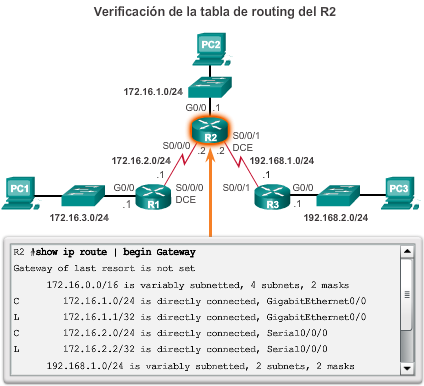 Verificación de la tabla de routing del R2
PC2
172.16.1.0/24
G0/0 .1
R2
S0/0/0 .2 .2 S0/0/1
DCE
172.16.2.0/24 192.168.1.0/24
PC1 G0/0 .1 S0/0/0 S0/0/1 .1 G0/0 PC3
.1 R1 DCE R3 .1
172.16.3.0/24 192.168.2.0/24
R2 #show ip route | begin Gateway
Gateway of last resort is not set
172.16.0.0/16 is variably subnetted, 4 subnets, 2 masks
C 172.16.1.0/24 is directly connected, GigabitEthernet0/0
L 172.16.1.1/32 is directly connected, GigabitEthernet0/0
C 172.16.2.0/24 is directly connected, Serial0/0/0
L 172.16.2.2/32 is directly connected, Serial0/0/0
192.168.1.0/24 is variably subnetted, 2 subnets, 2 masks